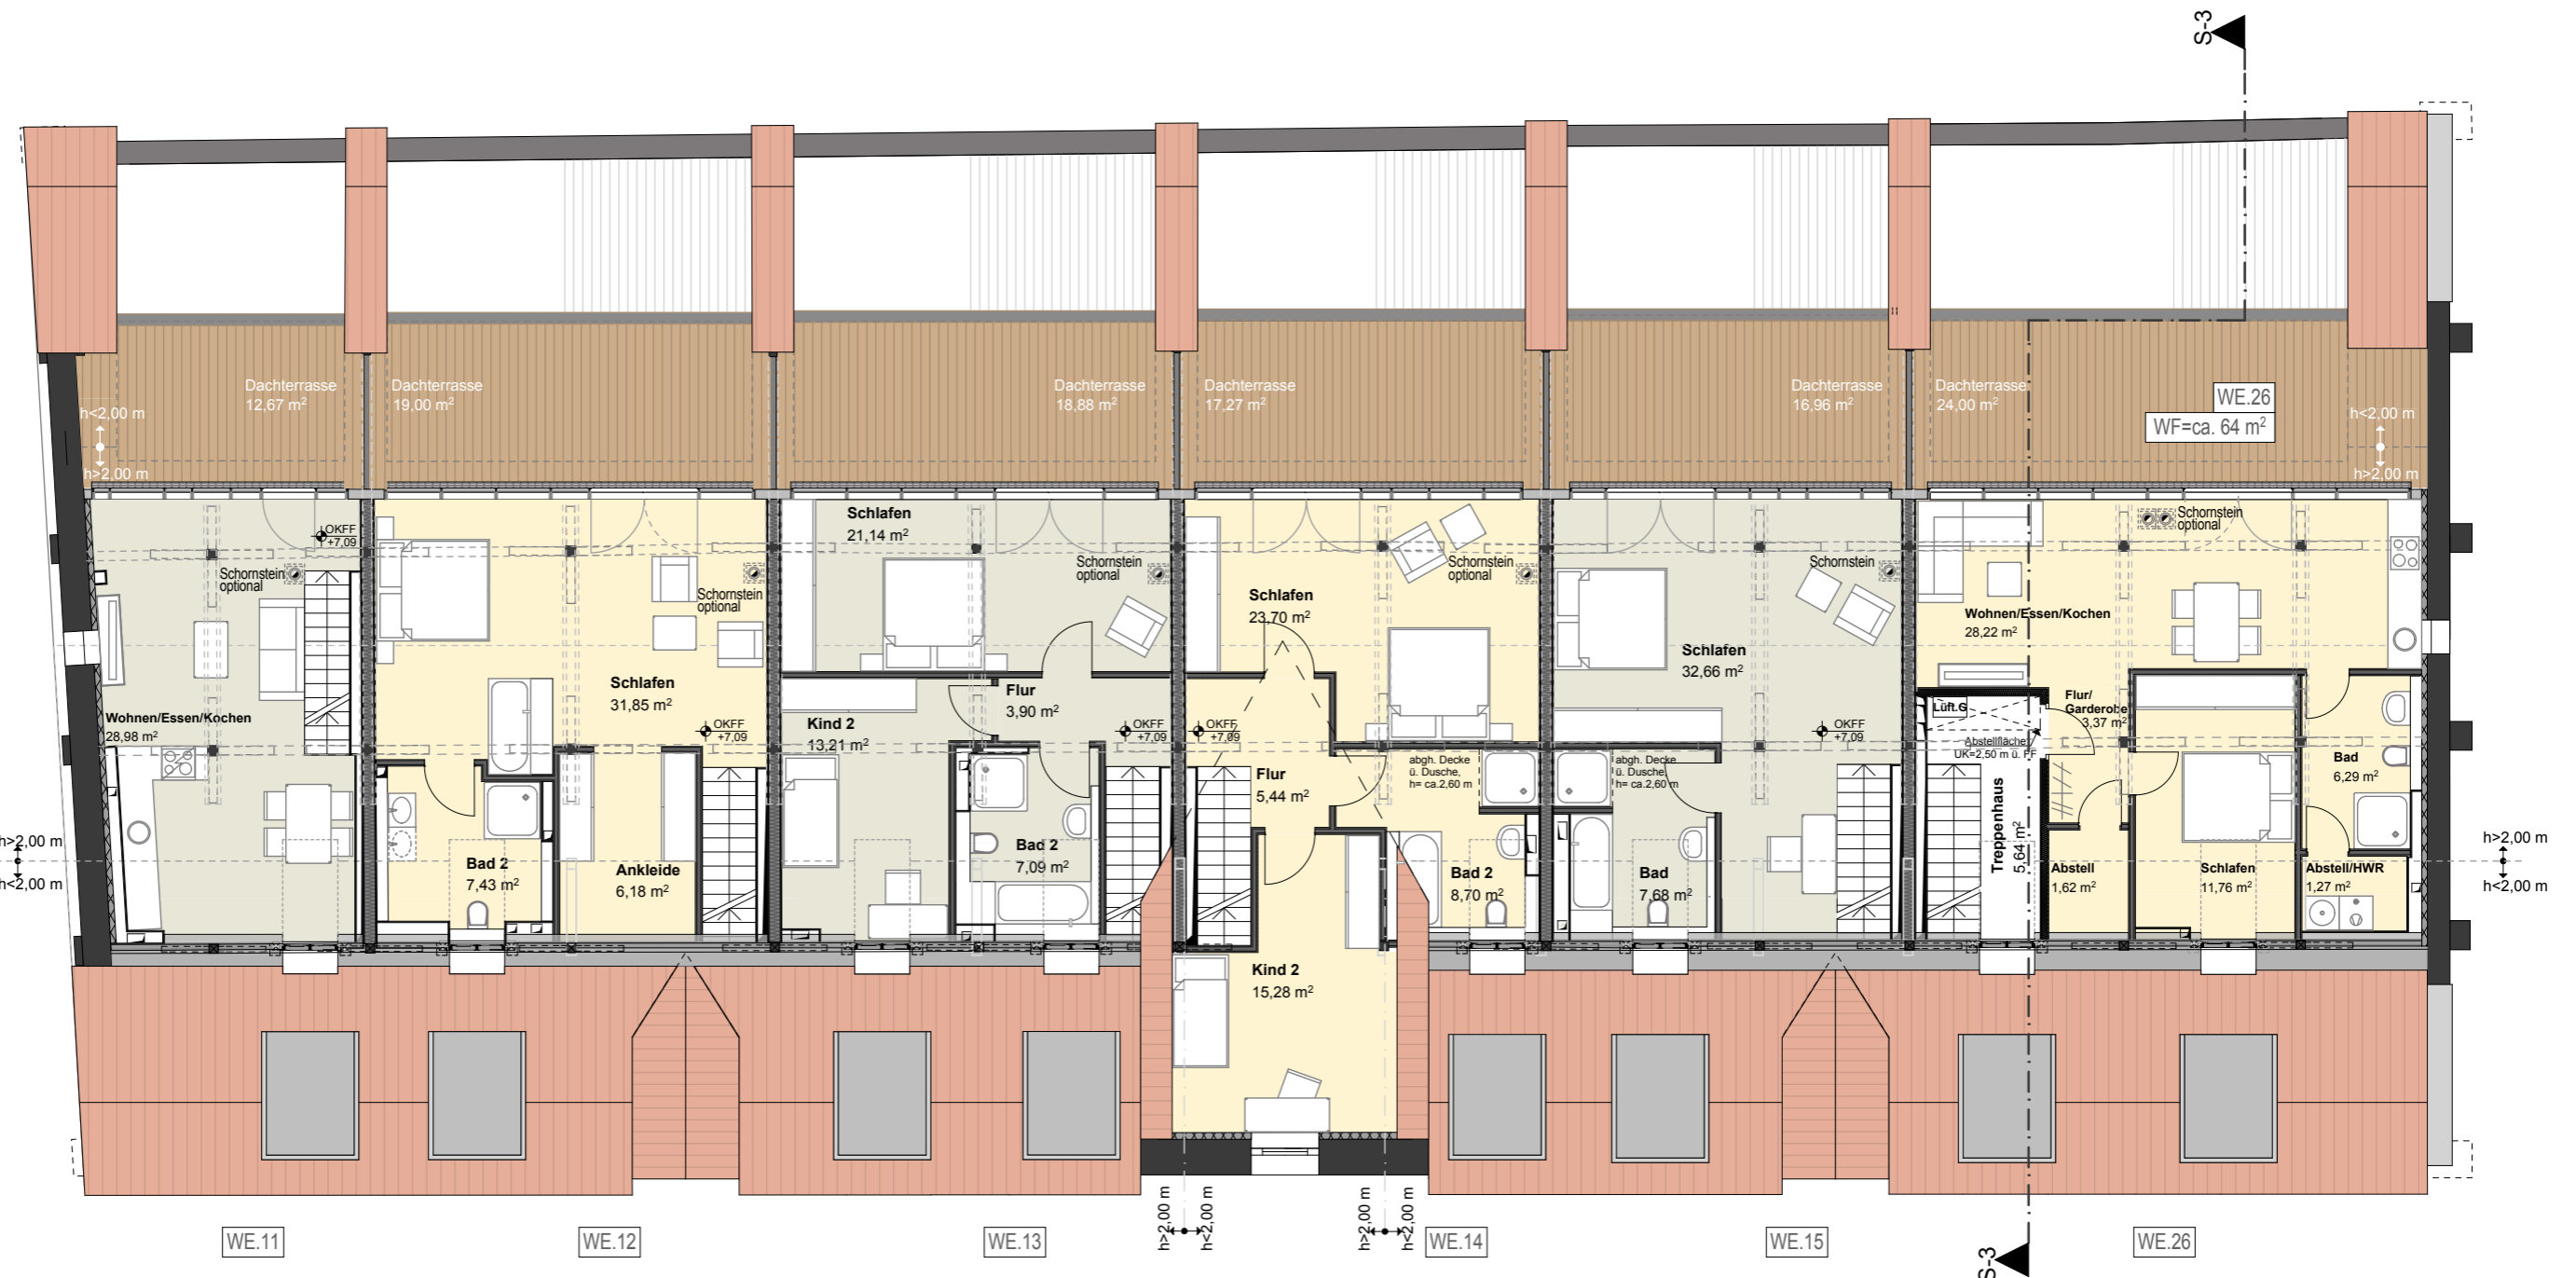 S-3
Dachterrasse
12,67 m²
Dachterrasse
19,00 m²
Dachterrasse
18,88 m²
Dachterrasse
17,27 m²
Dachterrasse
16,96 m²
Dachterrasse
24,00 m²
WE.26
WF=ca. 64 m²
h<2,00 m
h>2,00 m
h<2,00 m
h>2,00 m
OKFF
+7,09
Schornstein
optional
Wohnen/Essen/Kochen
28,98 m²
Schornstein
optional
Schlafen
31,85 m²
OKFF
+7,09
Bad 2
7,43 m²
Ankleide
6,18 m²
Schlafen
21,14 m²
Schornstein
optional
Flur
3,90 m²
Kind 2
13,21 m²
OKFF
+7,09
Bad 2
7,09 m²
Schornstein
optional
Schlafen
23,70 m²
OKFF
+7,09
Flur
5,44 m²
abgh. Decke
ü. Dusche,
h= ca.2,60 m
Bad 2
8,70 m²
Kind 2
15,28 m²
Schornstein
Schlafen
32,66 m²
OKFF
+7,09
abgh. Decke
ü. Dusche,
h= ca.2,60 m
Bad
7,68 m²
Schornstein
optional
Wohnen/Essen/Kochen
28,22 m²
Lüft.G
Flur/
Garderobe
3,37 m²
Abstellfläche
UK=2,50 m ü. FF
Treppenhaus
5,64 m²
Bad
6,29 m²
Abstell
1,62 m²
Schlafen
11,76 m²
Abstell/HWR
1,27 m²
h>2,00 m
h<2,00 m
h>2,00 m
h<2,00 m
h>2,00 m
h<2,00 m
h>2,00 m
h<2,00 m
WE.11
WE.12
WE.13
WE.14
WE.15
WE.26
S-3